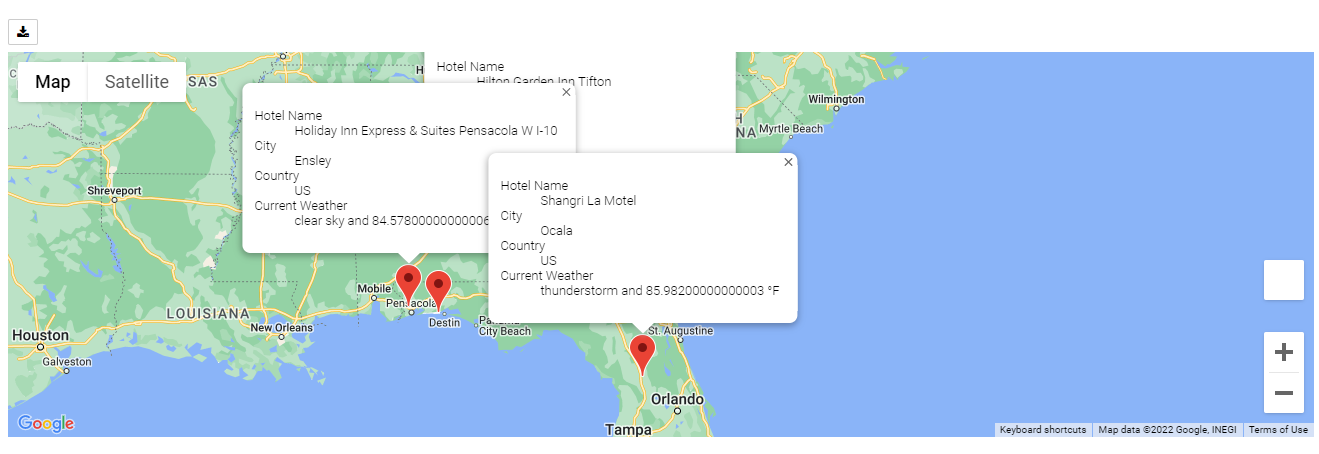 Map
Satellite
SAS
Hotel Name
Hilton Garden Inn Tifton
Wilmington
Myrtle Beach
NA
Hotel Name
Holiday Inn Express & Suites Pensacola W I-10
City
Ensley
Country
US
Current Weather
clear sky and 84.57800000000006
Hotel Name
Shangri La Motel
City
Ocala
Country
US
Current Weather
thunderstorm and 85.98200000000003 °F
Shreveport
Mobile
Pensacola
Destin
City Beach
LOUISIANA
New Orleans
St. Augustine
Houston
Galveston
Orlando
Tampa
Google
Keyboard shortcuts
Map data ©2022 Google, INEGI
Terms of Use